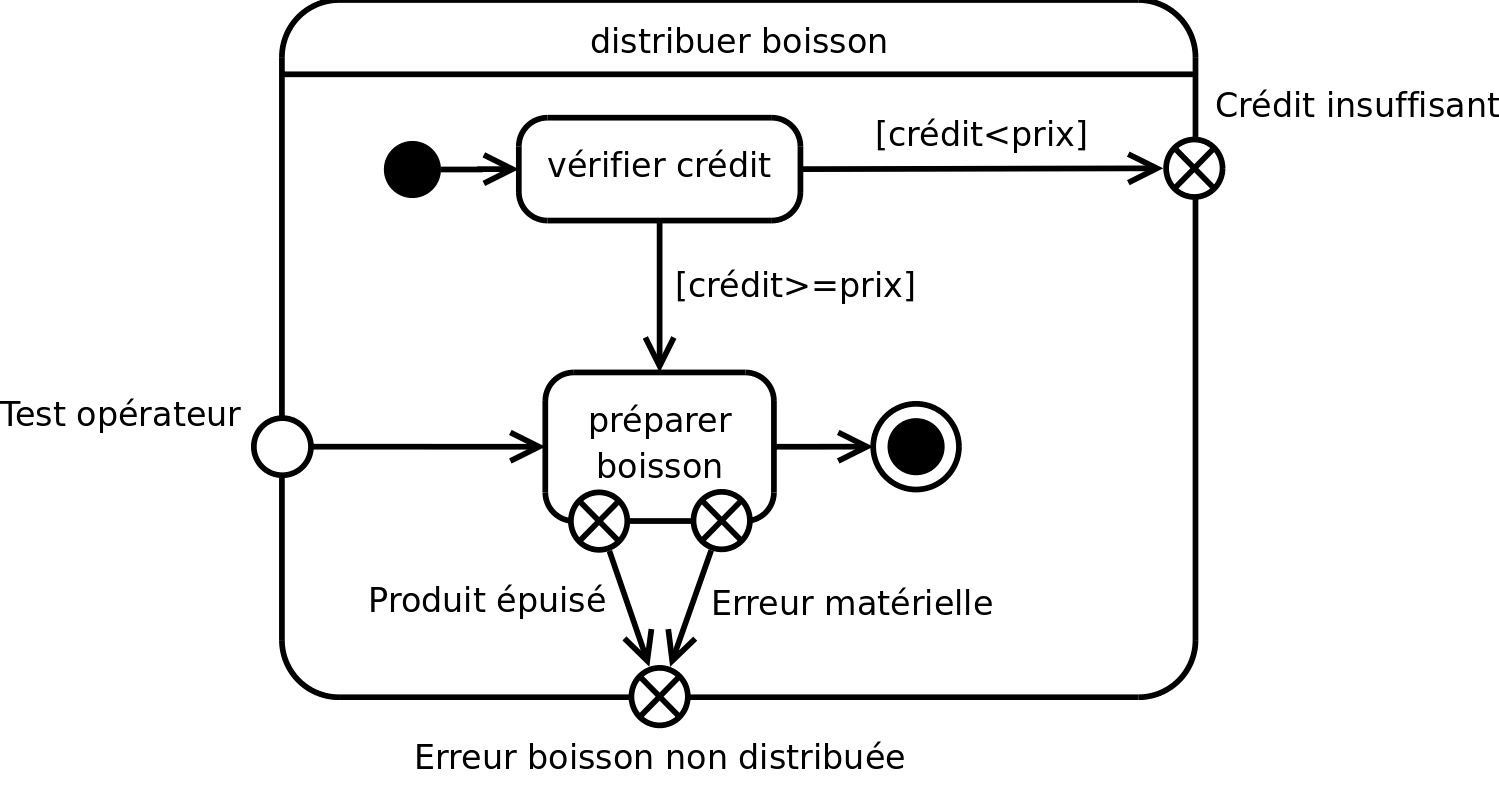 distribuer boisson
Crédit insuffisant
[crédit<prix]
vérifier crédit
[crédit>=prix]
Test opérateur
préparer
boisson
Produit épuisé
Erreur matérielle
Erreur boisson non distribuée